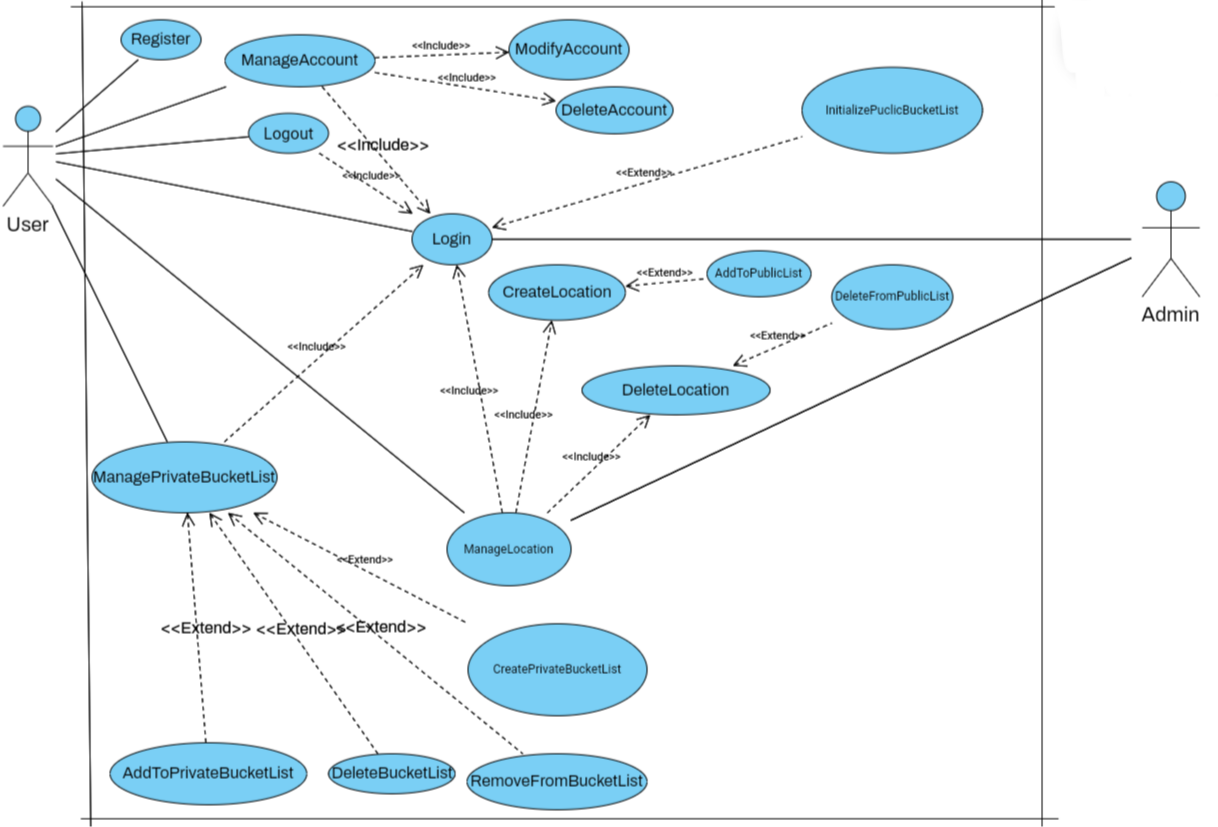 Register
ManageAccount
<<Include>>
ModifyAccount
<<Include>>
DeleteAccount
InitializePuclicBucketList
Logout
<<Include>>
<<Include>>
<<Extend>>
User
Login
Admin
CreateLocation
<<Extend>>
AddToPublicList
DeleteFromPublicList
<<Extend>>
<<Include>>
<<Include>>
<<Include>>
DeleteLocation
<<Include>>
ManagePrivateBucketList
ManageLocation
<<Extend>>
<<Extend>>
<<Extend>>
<<Extend>>
CreatePrivateBucketList
AddToPrivateBucketList
DeleteBucketList
RemoveFromBucketList